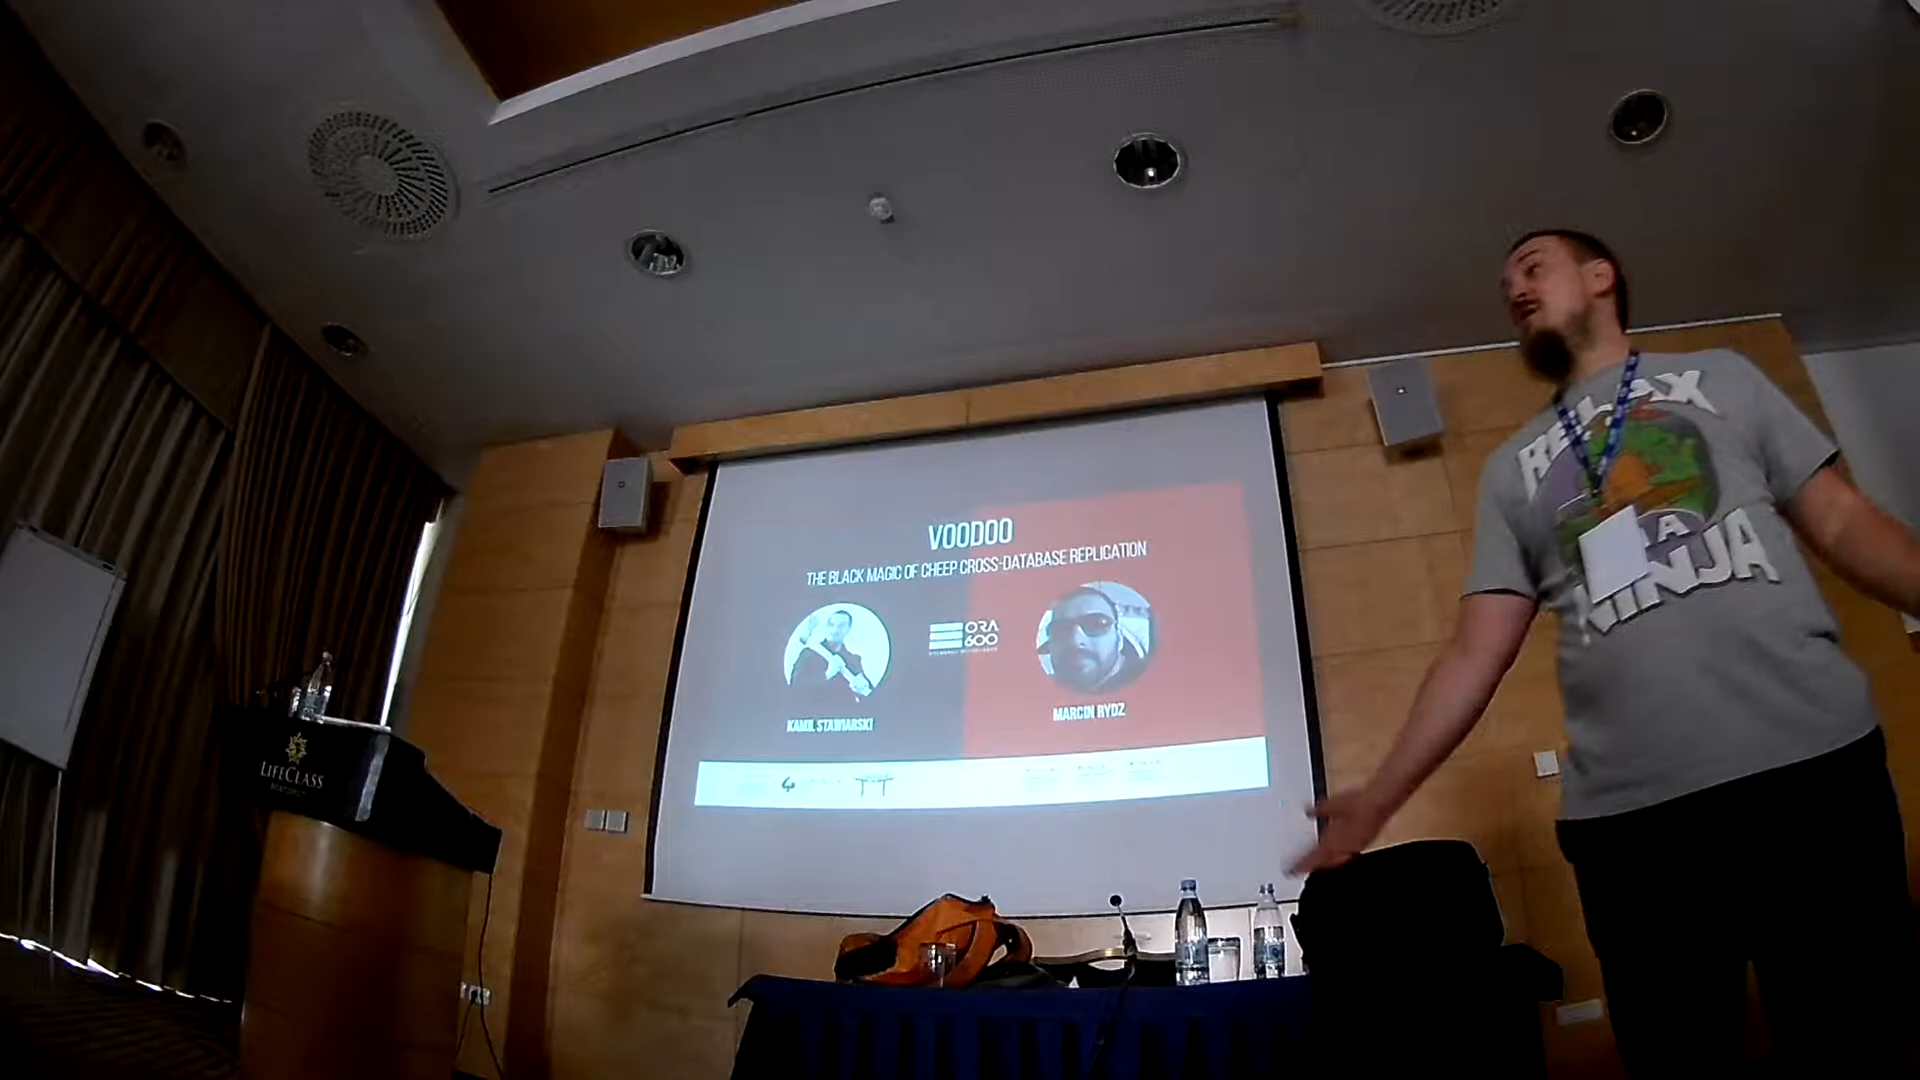 VOODOO
THE BLACK MAGIC OF CHEEP CROSS-DATABASE REPLICATION
ORA
600
KAMIL STAWIARSKI
MARCIN RYDZ
LIFECLASS
RELAX
A
NINJA